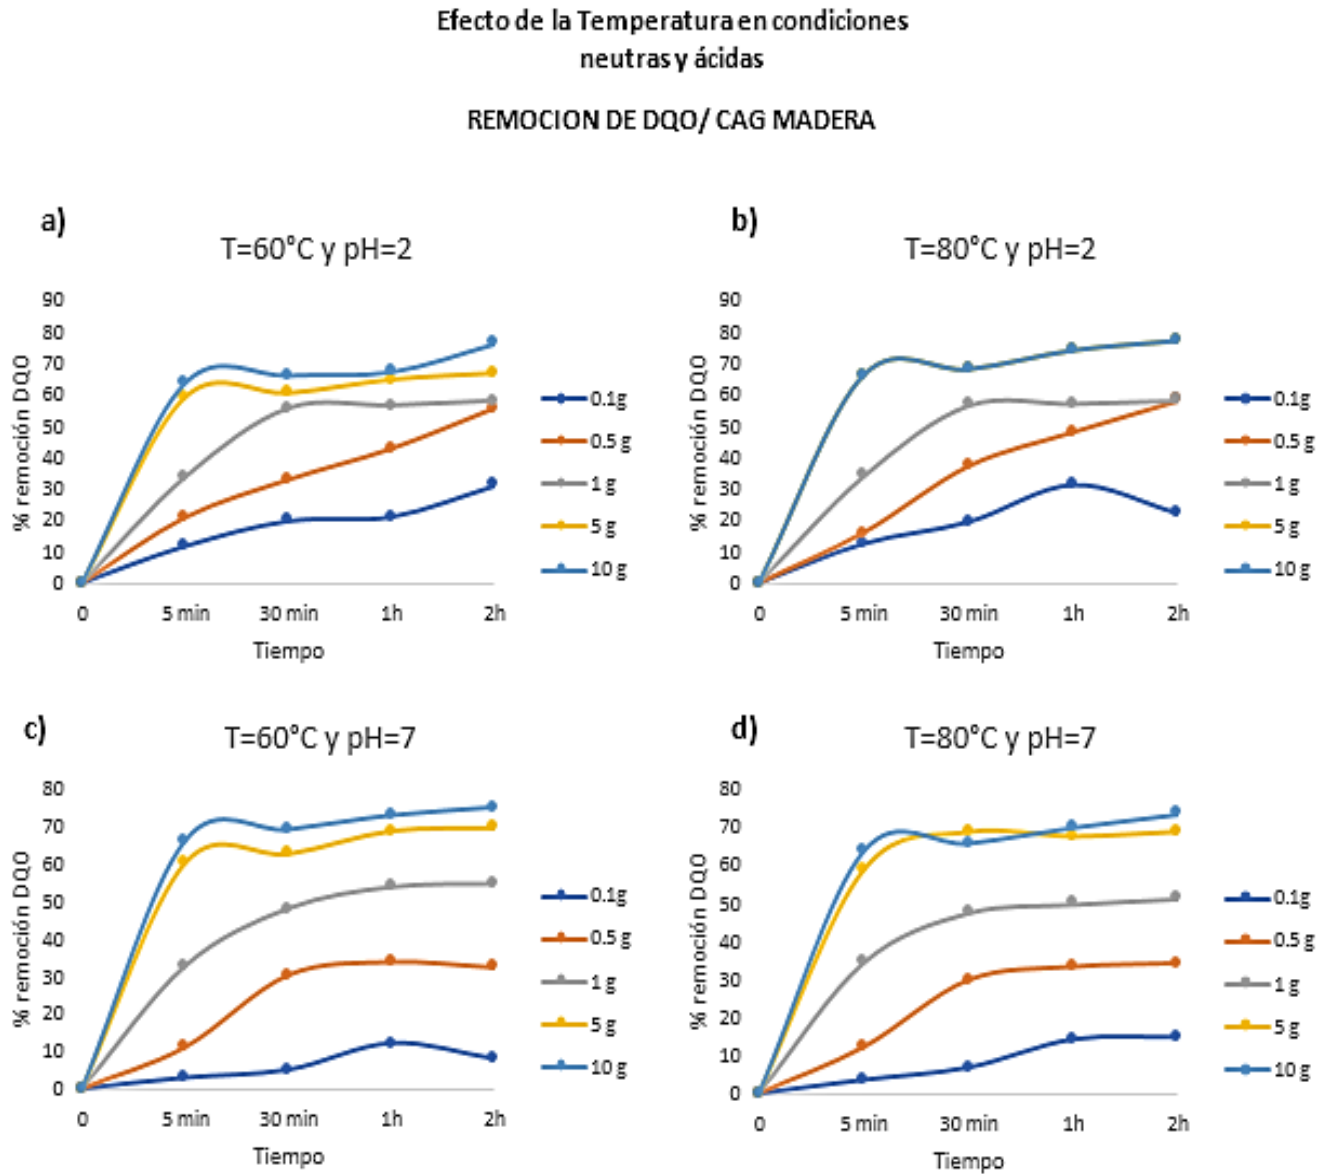 Efecto de la Temperatura en condiciones
neutras y ácidas
REMOCION DE DQO/ CAG MADERA
a)
T=60°C y pH=2
90
80
70
60
50
40
30
20
10
0
% remoción DQO
0 5 min 30 min 1h 2h
Tiempo
0.1g
0.5 g
1 g
5 g
10 g
b)
T=80°C y pH=2
90
80
70
60
50
40
30
20
10
0
% remoción DQO
0 5 min 30 min 1h 2h
Tiempo
0.1g
0.5 g
1 g
5 g
10 g
c)
T=60°C y pH=7
80
70
60
50
40
30
20
10
0
% remoción DQO
0 5 min 30 min 1h 2h
Tiempo
0.1g
0.5 g
1 g
5 g
10 g
d)
T=80°C y pH=7
80
70
60
50
40
30
20
10
0
% remoción DQO
0 5 min 30 min 1h 2h
Tiempo
0.1g
0.5 g
1 g
5 g
10 g